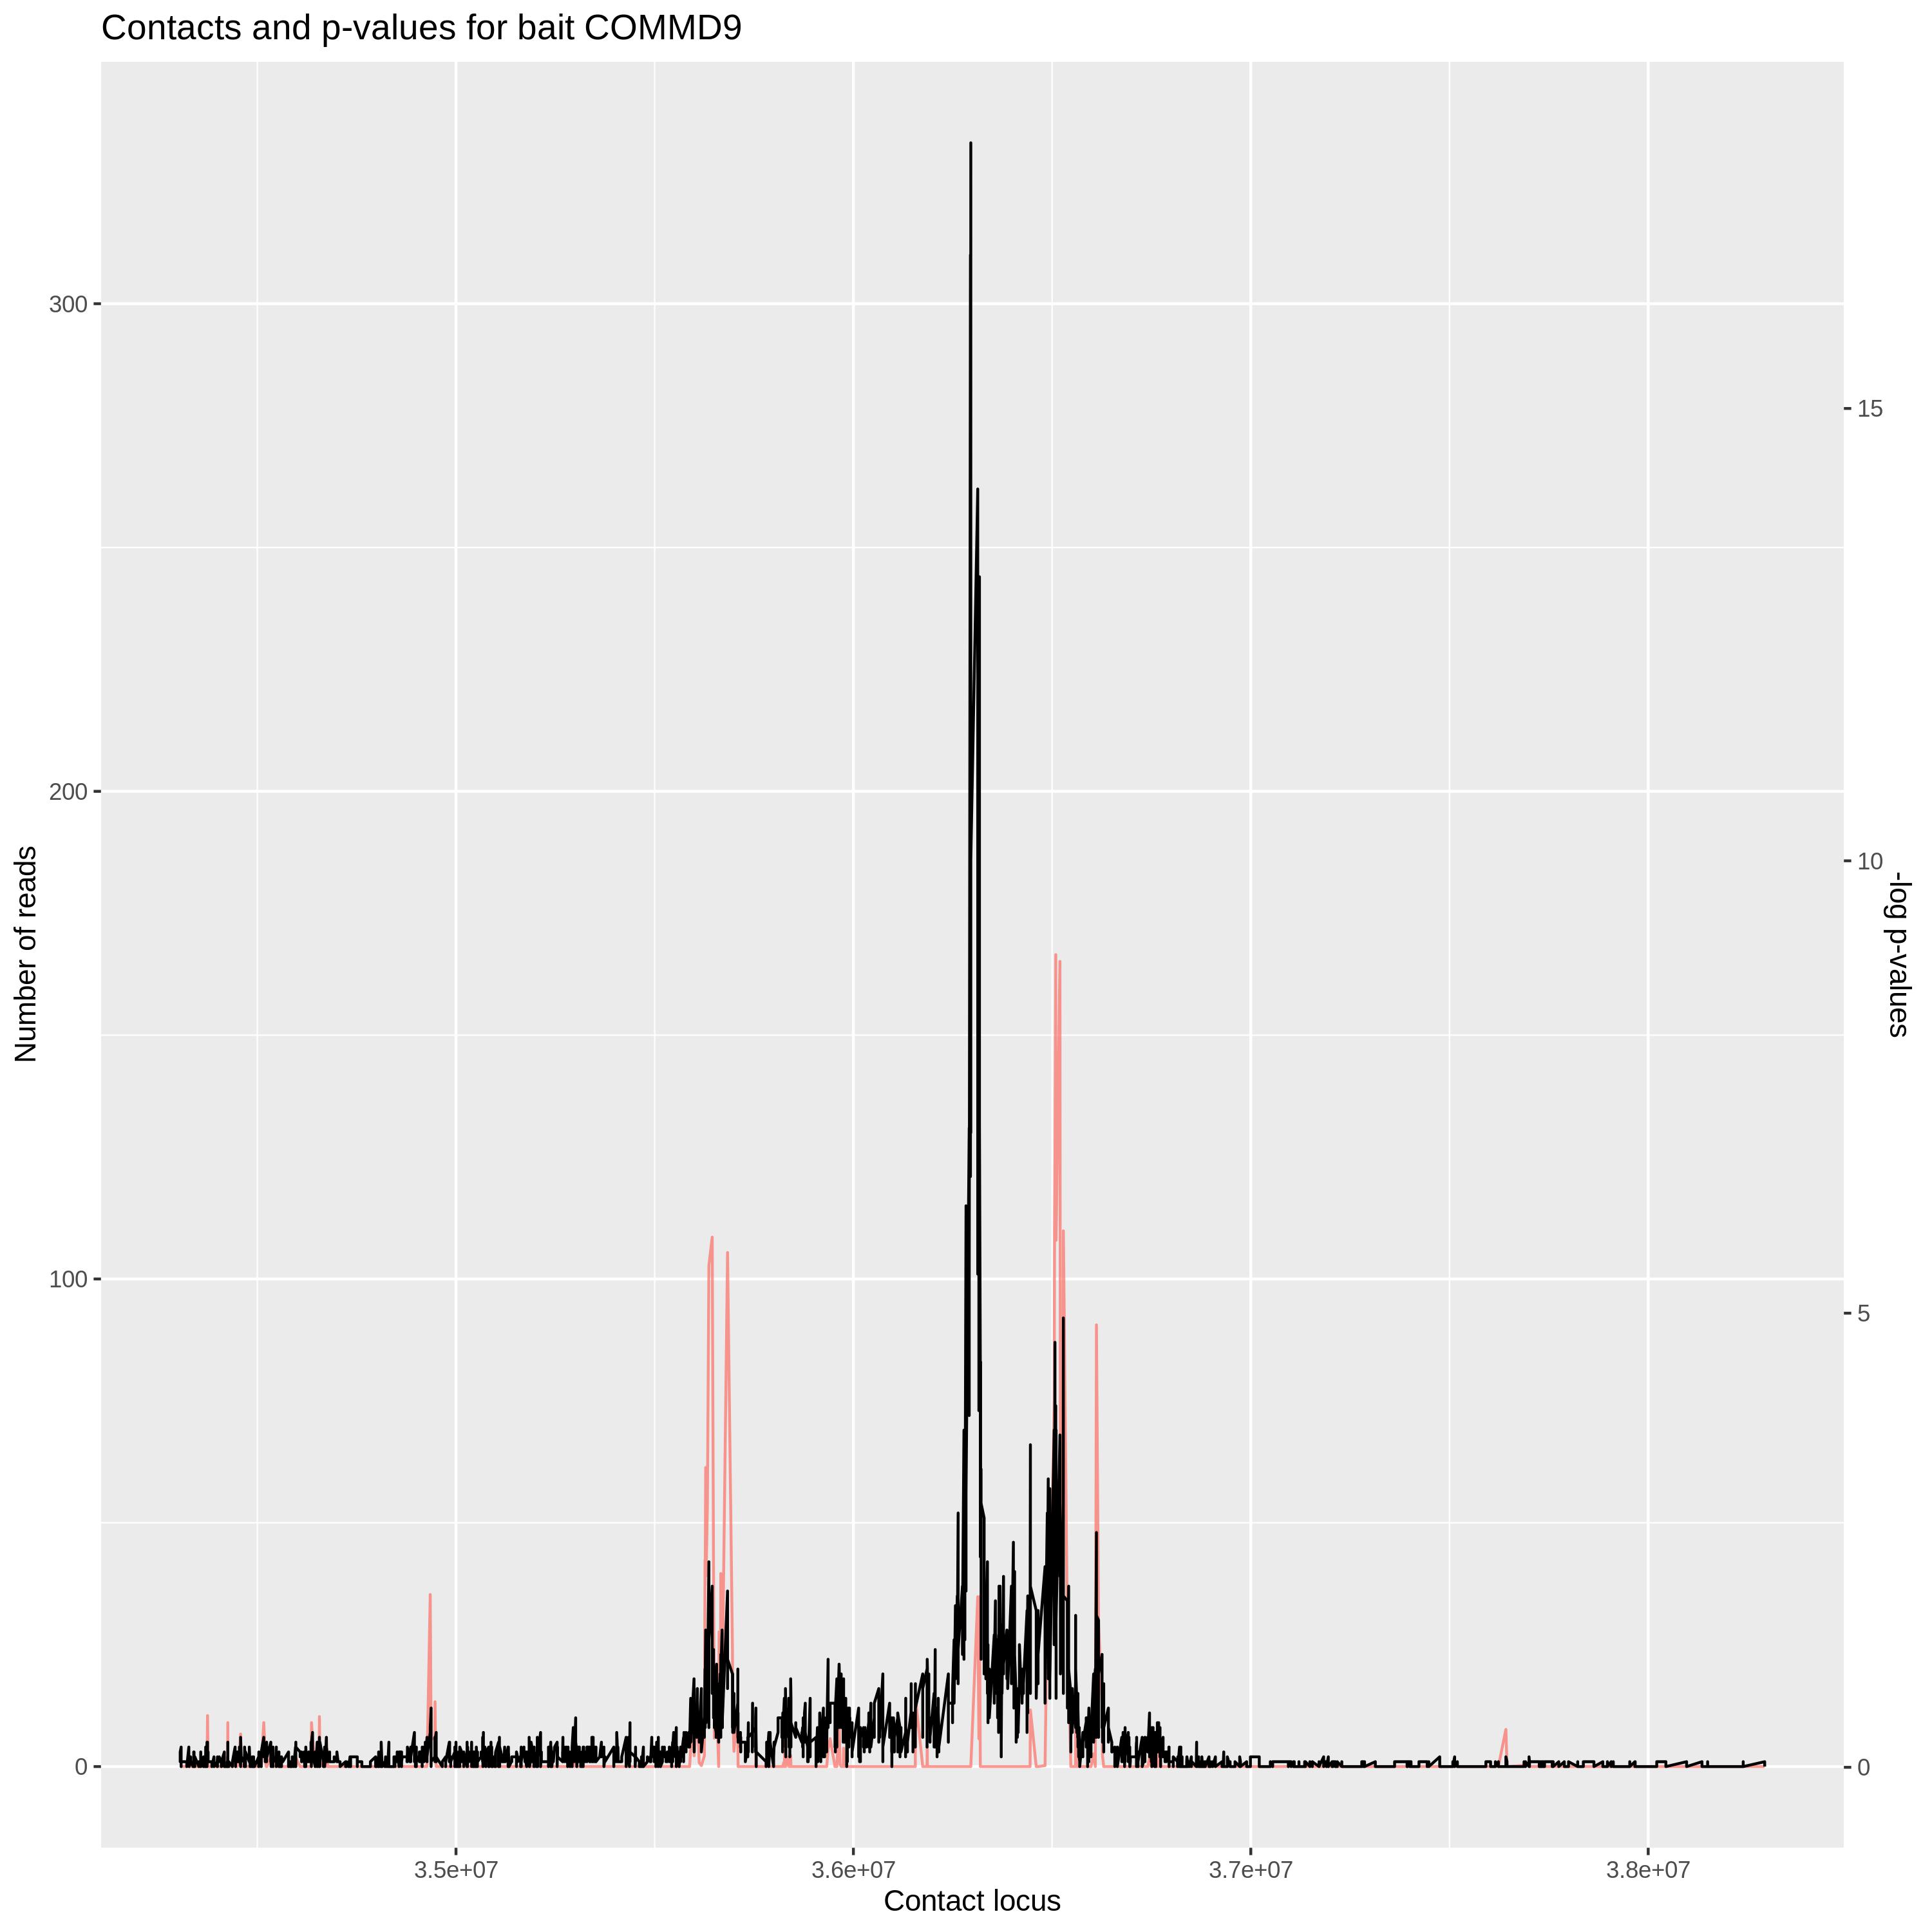 Contacts and p-values for bait COMMD9
300
200
100
0
Number of reads
15
10
5
0
-log p-values
3.5e+07
3.6e+07
3.7e+07
3.8e+07
Contact locus